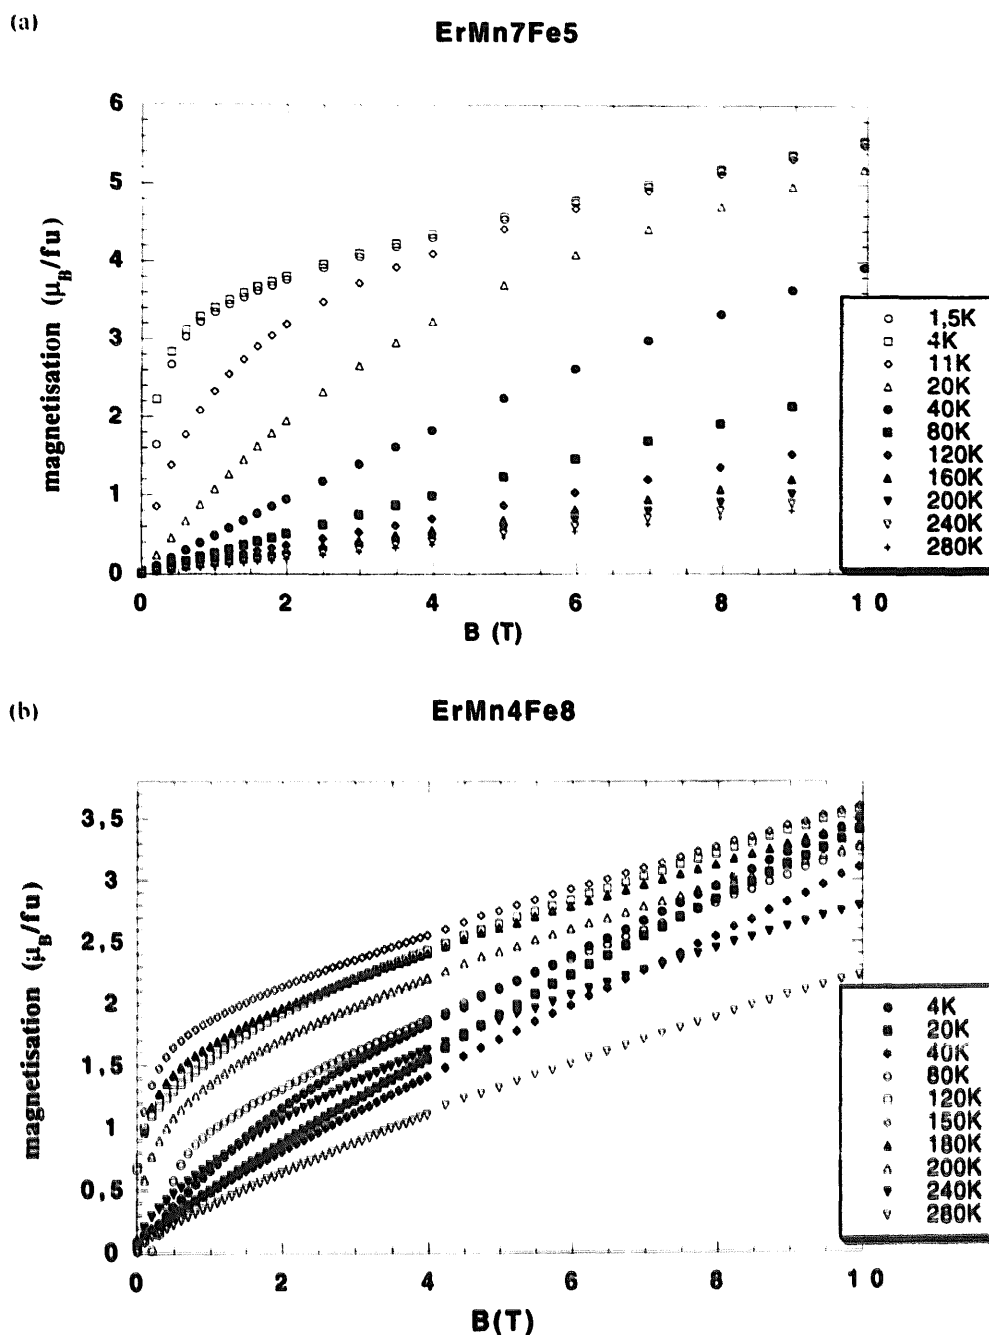 (a)
ErMn7Fe5
magnetisation (μB/fu)
6
5
4
3
2
1
0
0 2 4 6 8 10
B (T)
1,5K
4K
11K
20K
40K
80K
120K
160K
200K
240K
280K
(b)
ErMn4Fe8
magnetisation (μB/fu)
3,5
3
2,5
2
1,5
1
0,5
0
0 2 4 6 8 10
B(T)
4K
20K
40K
80K
120K
150K
180K
200K
240K
280K